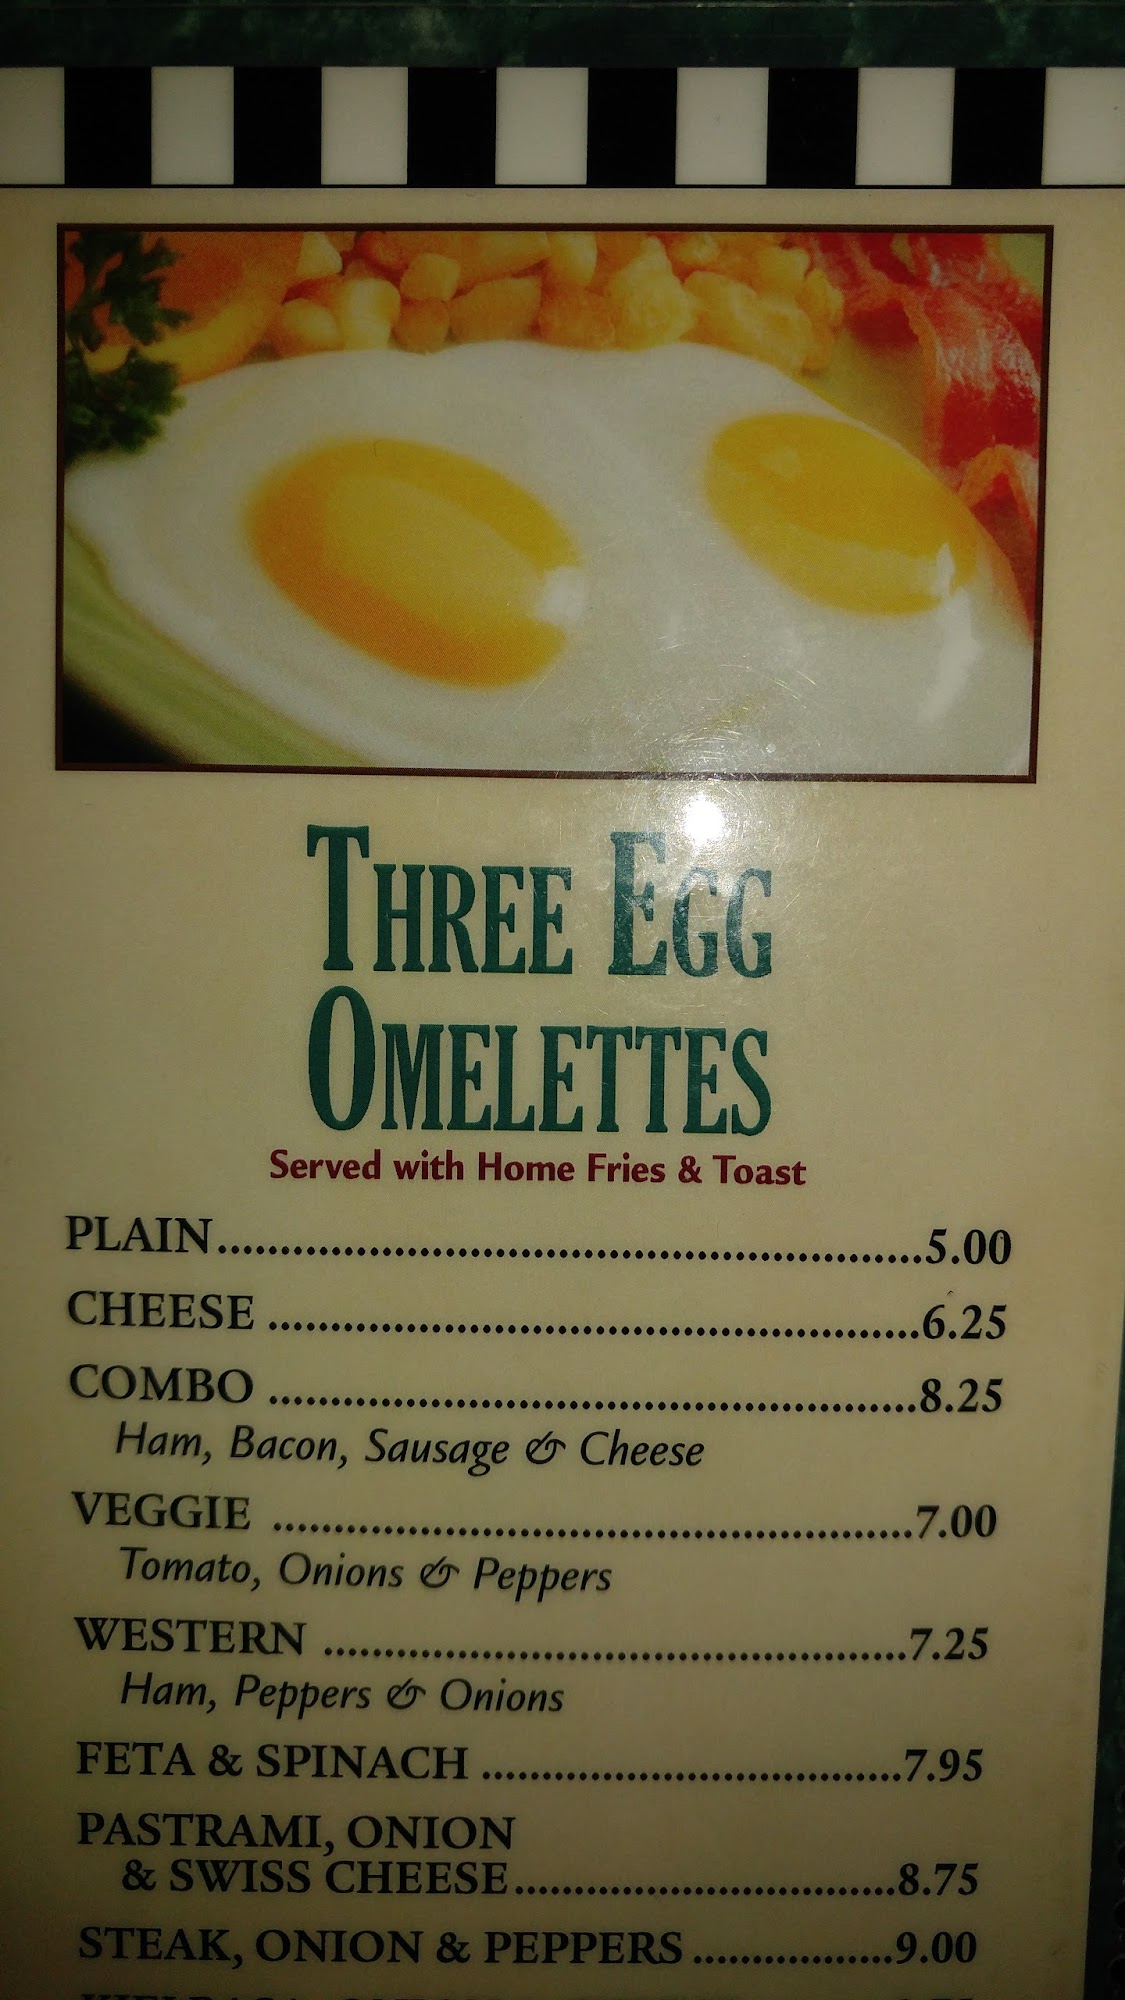 THREE EGG
OMELETTES
Served with Home Fries & Toast
PLAIN........................................................5.00
CHEESE ....................................................6.25
COMBO ....................................................8.25
Ham, Bacon, Sausage & Cheese
VEGGIE ....................................................7.00
Tomato, Onions & Peppers
WESTERN ................................................7.25
Ham, Peppers & Onions
FETA & SPINACH ...................................7.95
PASTRAMI, ONION
& SWISS CHEESE................................8.75
STEAK, ONION & PEPPERS .................9.00